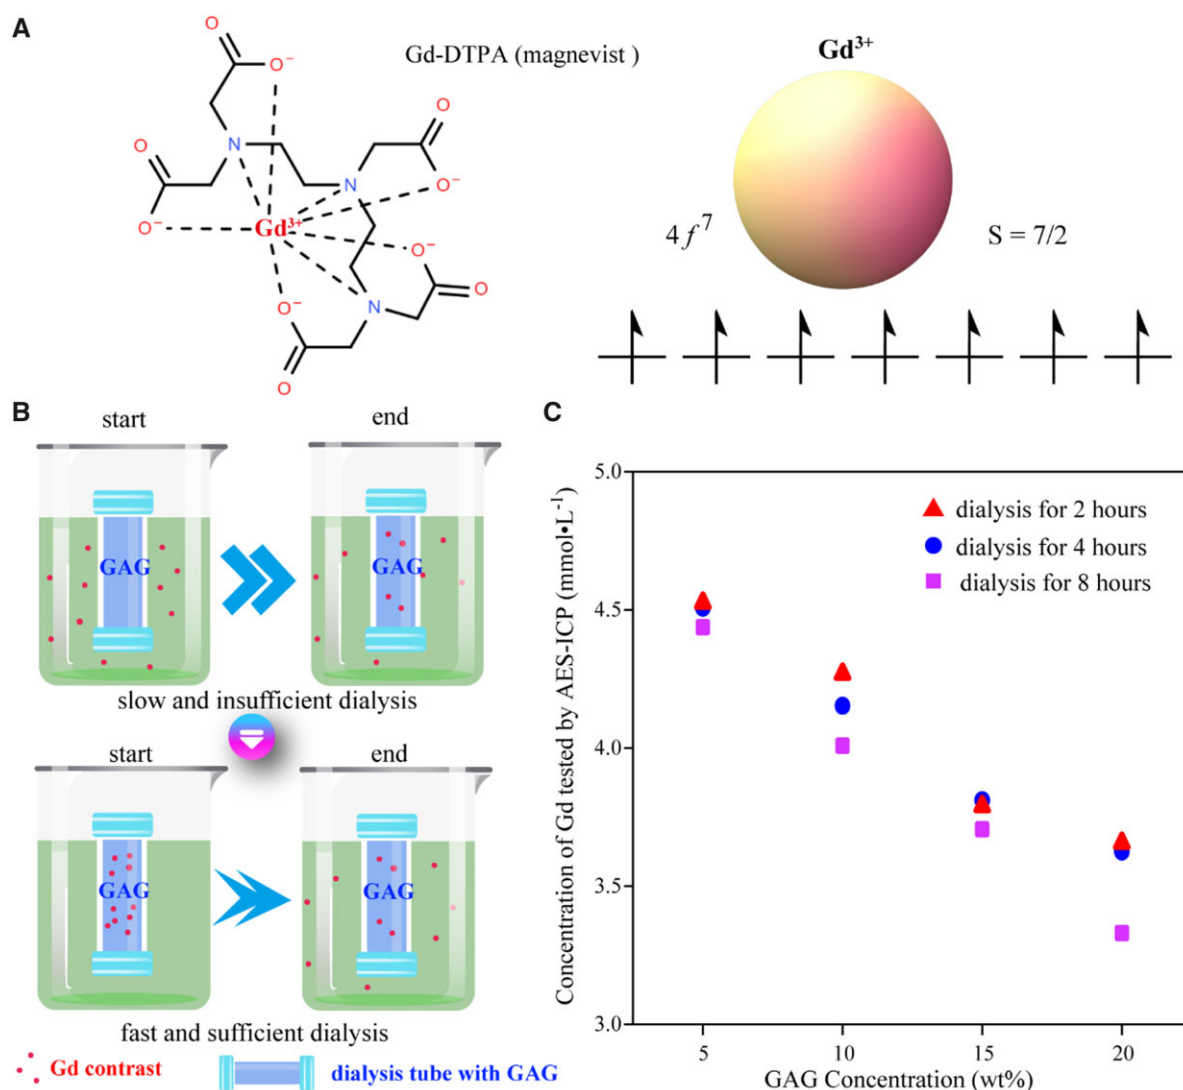 A
Gd-DTPA (magnevist )
Gd³⁺
O
O⁻
O
O
N
O⁻
N
O⁻
Gd³⁺
4f⁷
S = 7/2
O⁻
O⁻
N
O
O
B
start
end
GAG
GAG
slow and insufficient dialysis
start
end
GAG
GAG
fast and sufficient dialysis
Gd contrast
dialysis tube with GAG
C
Concentration of Gd tested by AES-ICP (mmol•L⁻¹)
5.0
4.5
4.0
3.5
3.0
dialysis for 2 hours
dialysis for 4 hours
dialysis for 8 hours
5 10 15 20
GAG Concentration (wt%)